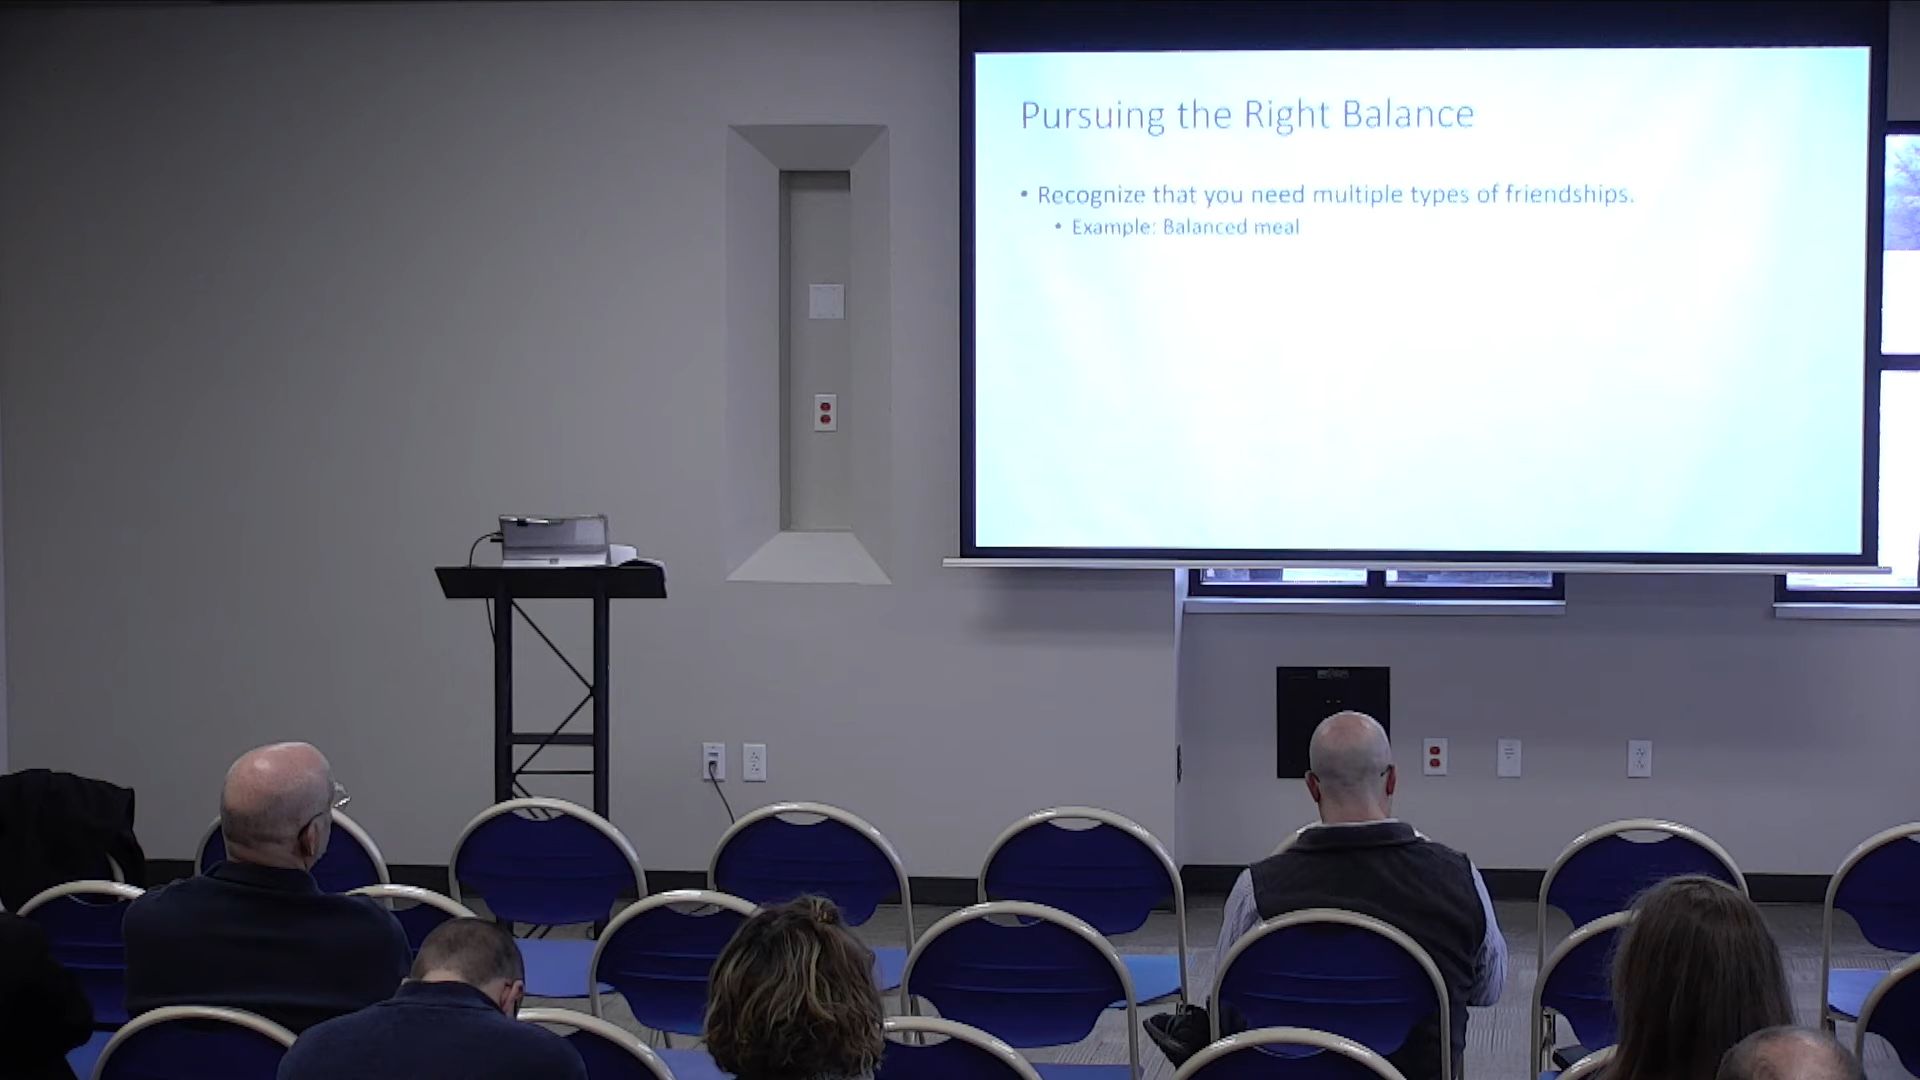 Pursuing the Right Balance
• Recognize that you need multiple types of friendships.
• Example: Balanced meal